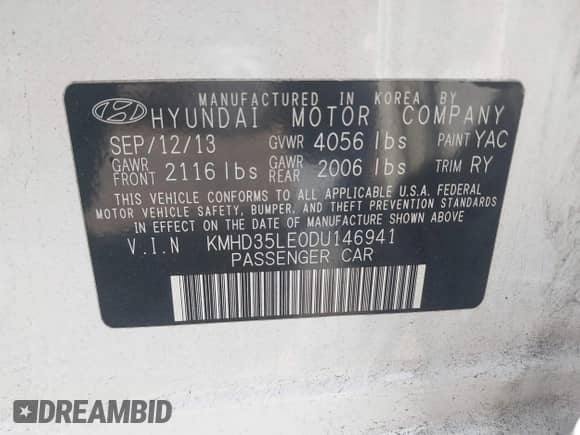 MANUFACTURED IN KOREA BY
HYUNDAI MOTOR COMPANY
SEP/12/13 GVWR 4056 lbs PAINT YAC
GAWR FRONT 2116 lbs GAWR REAR 2006 lbs TRIM RY
THIS VEHICLE CONFORMS TO ALL APPLICABLE U.S.A. FEDERAL
MOTOR VEHICLE SAFETY, BUMPER, AND THEFT PREVENTION STANDARDS
IN EFFECT ON THE DATE OF MANUFACTURE SHOWN ABOVE.
V.I.N KMHD35LE0DU146941
PASSENGER CAR
DREAMBID